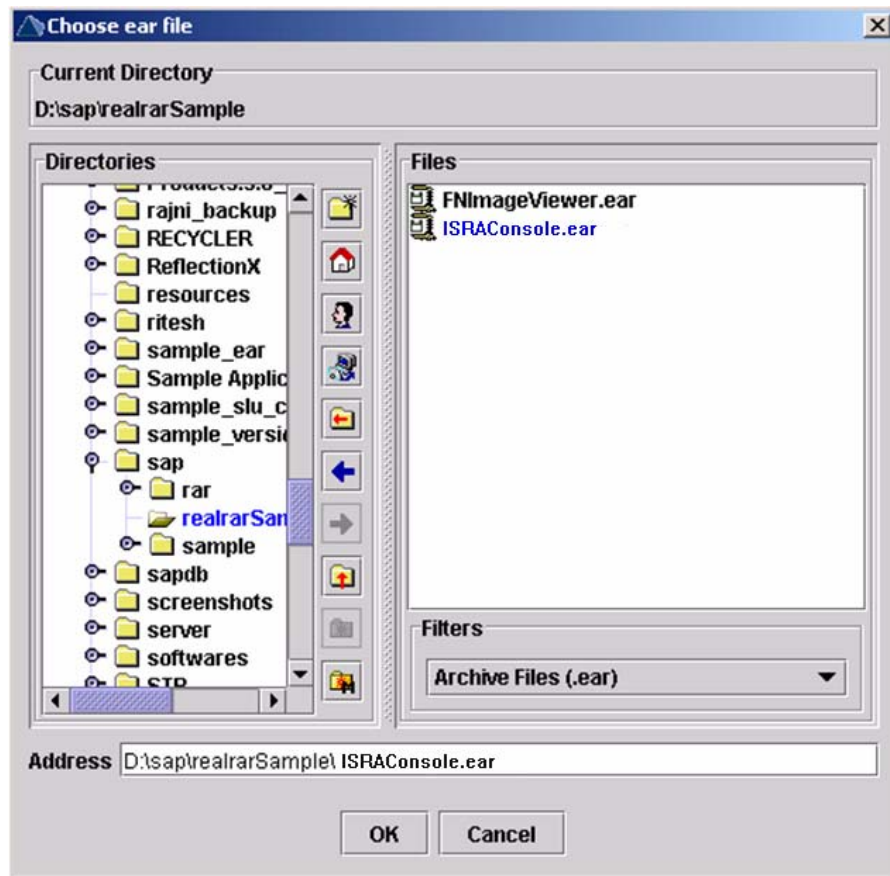 Choose ear file
Current Directory
D:\sap\realrarSample
Directories
rajni_backup
RECYCLER
ReflectionX
resources
ritesh
sample_ear
Sample Applic
sample_slu_c
sample_versi
sap
rar
realrarSan
sample
sapdb
screenshots
server
softwares
Files
FNImageViewer.ear
ISRAConsole.ear
Filters
Archive Files (.ear)
Address D:\sap\realrarSample\ ISRAConsole.ear
OK Cancel